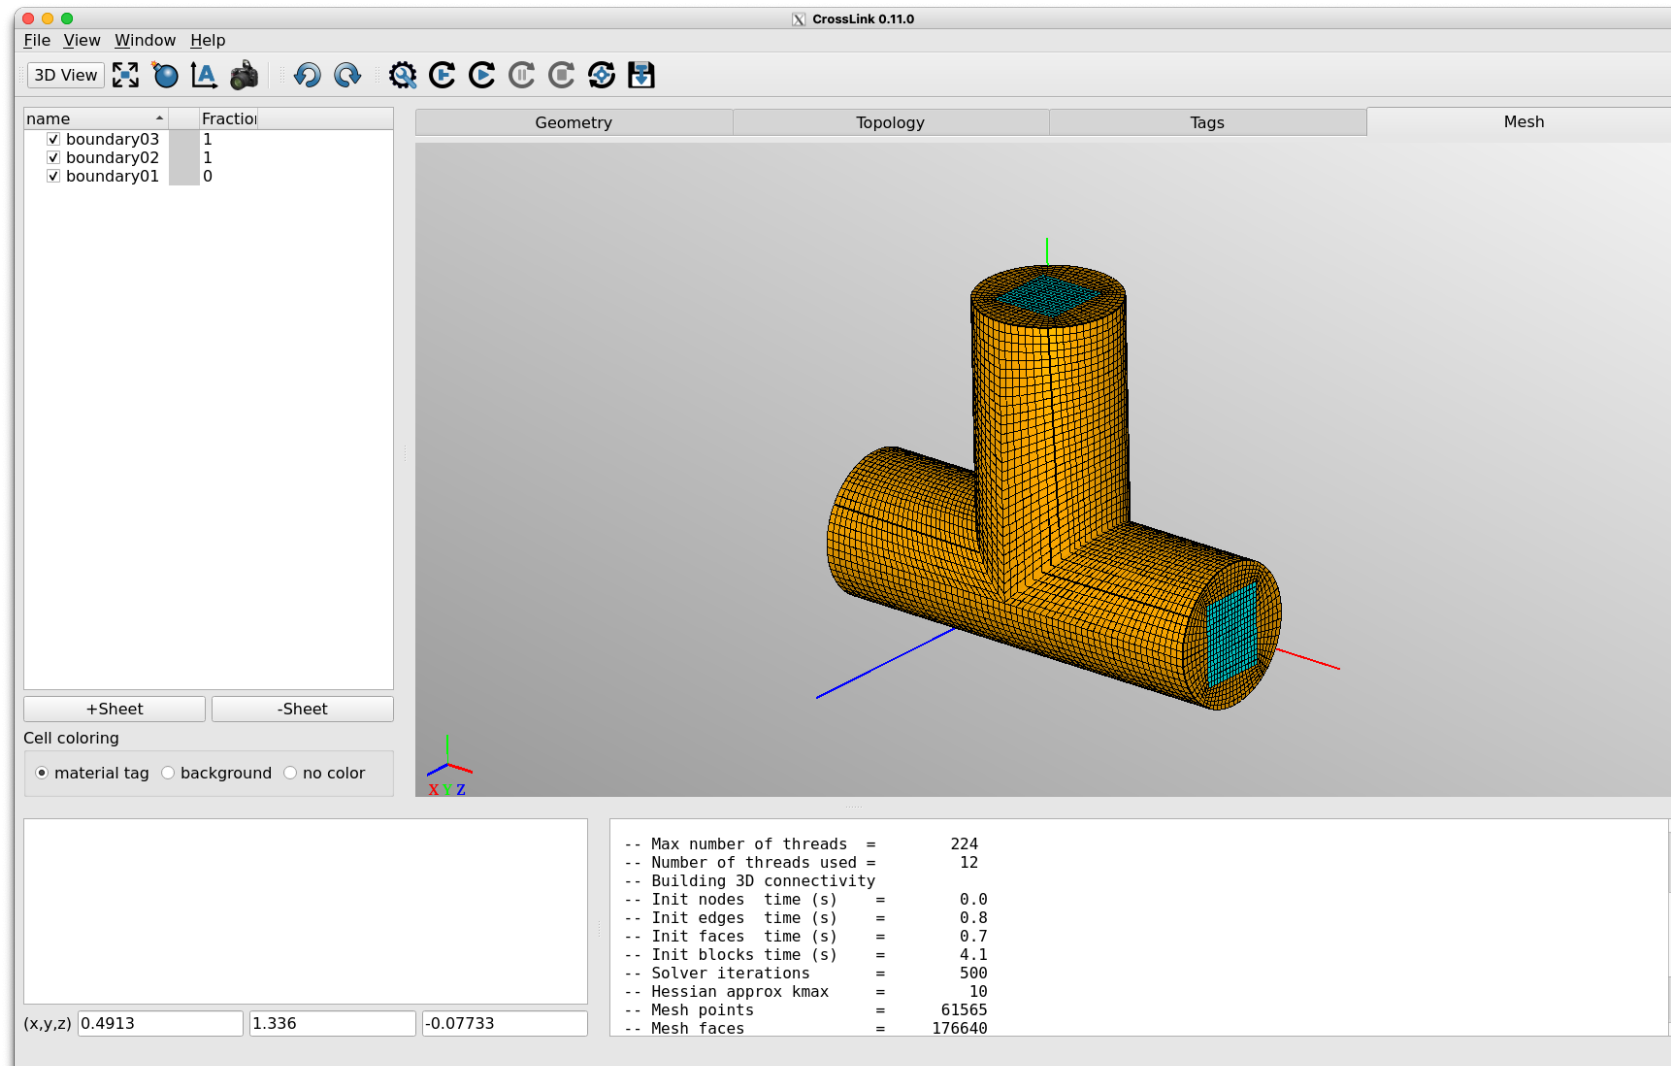 CrossLink 0.11.0
File View Window Help
3D View
name Fraction
boundary03 1
boundary02 1
boundary01 0
+Sheet -Sheet
Cell coloring
material tag background no color
Geometry Topology Tags Mesh
X Y Z
(x,y,z) 0.4913 1.336 -0.07733
-- Max number of threads = 224
-- Number of threads used = 12
-- Building 3D connectivity
-- Init nodes time (s) = 0.0
-- Init edges time (s) = 0.8
-- Init faces time (s) = 0.7
-- Init blocks time (s) = 4.1
-- Solver iterations = 500
-- Hessian approx kmax = 10
-- Mesh points = 61565
-- Mesh faces = 176640